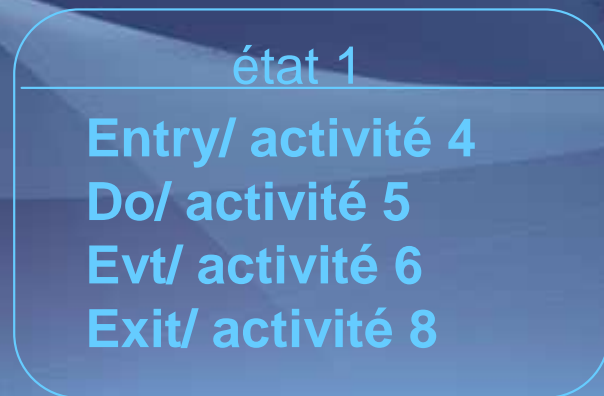 état 1
Entry/ activité 4
Do/ activité 5
Evt/ activité 6
Exit/ activité 8